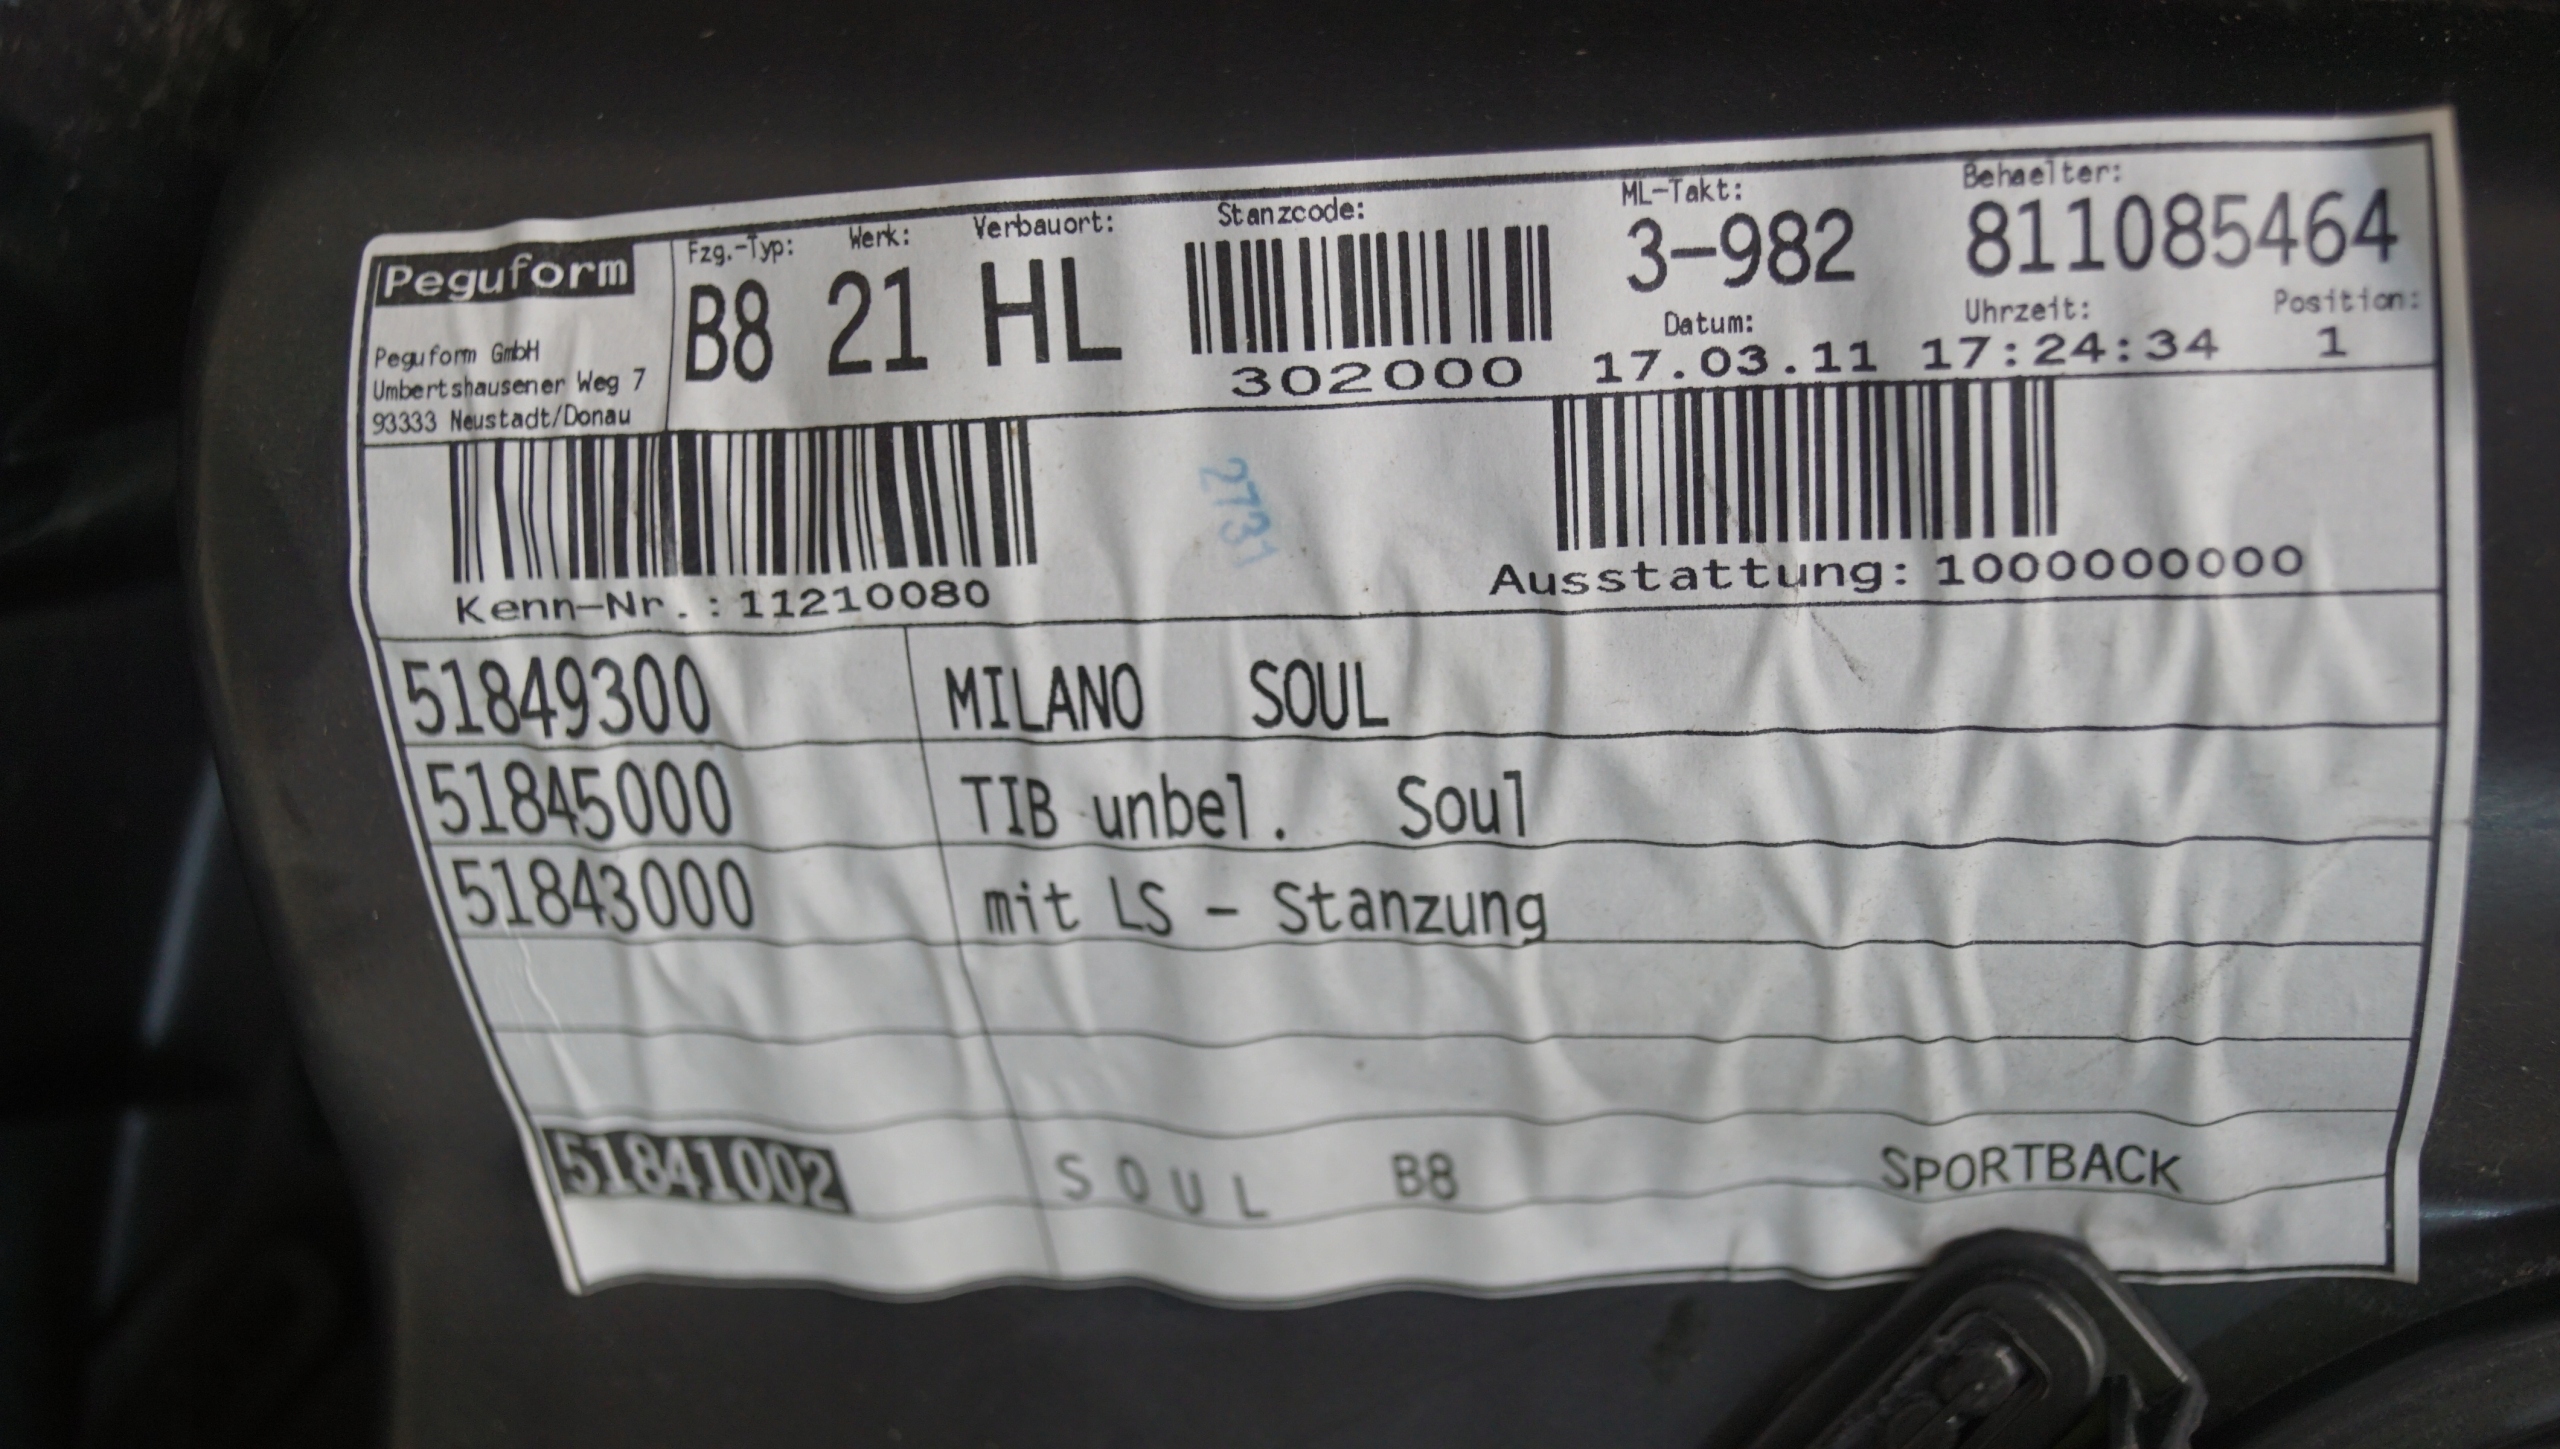 Peguform
Peguform GmbH
Umbertshausener Weg 7
93333 Neustadt/Donau
Fzg.-Typ: Werk: Verbauort: Stanzcode: ML-Takt: Behaelter:
B8 21 HL 302000 3-982 811085464
Datum: Uhrzeit: Position:
17.03.11 17:24:34 1
2731
Kenn-Nr.:11210080
Ausstattung:1000000000
51849300 MILANO SOUL
51845000 TIB unbel. Soul
51843000 mit LS - Stanzung
51841002 SOUL B8 SPORTBACK